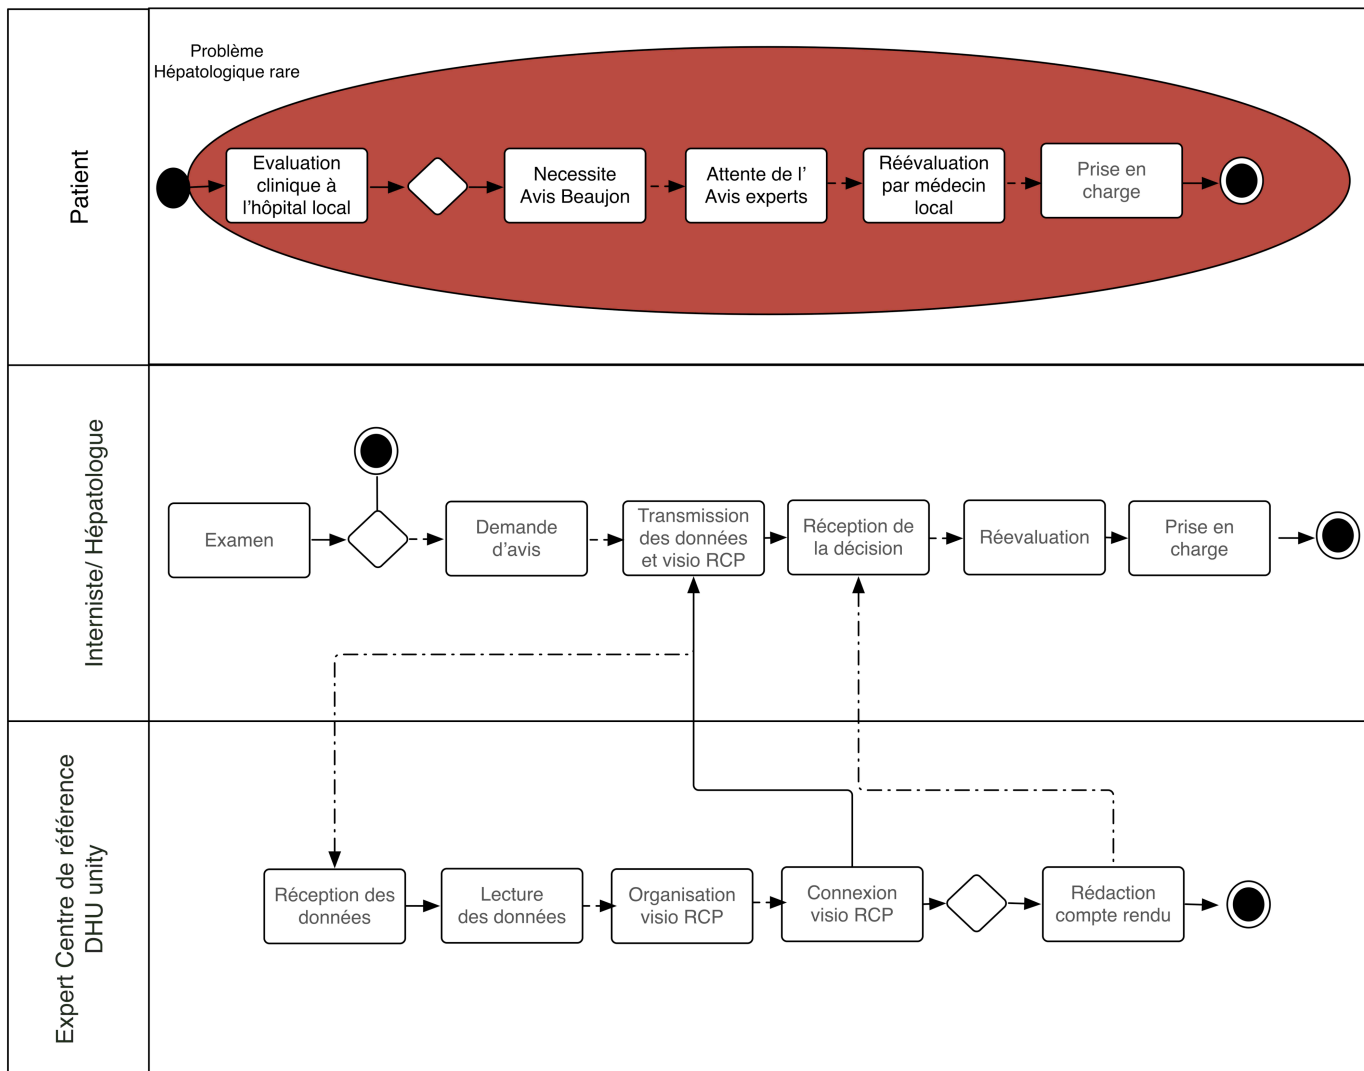 Patient
Problème
Hépatologique rare
Evaluation
clinique à
l'hôpital local
Necessite
Avis Beaujon
Attente de l'
Avis experts
Réévaluation
par médecin
local
Prise en
charge
Interniste/ Hépatologue
Examen
Demande
d'avis
Transmission
des données
et visio RCP
Réception de
la décision
Réevaluation
Prise en
charge
Expert Centre de référence
DHU unity
Réception des
données
Lecture
des données
Organisation
visio RCP
Connexion
visio RCP
Rédaction
compte rendu